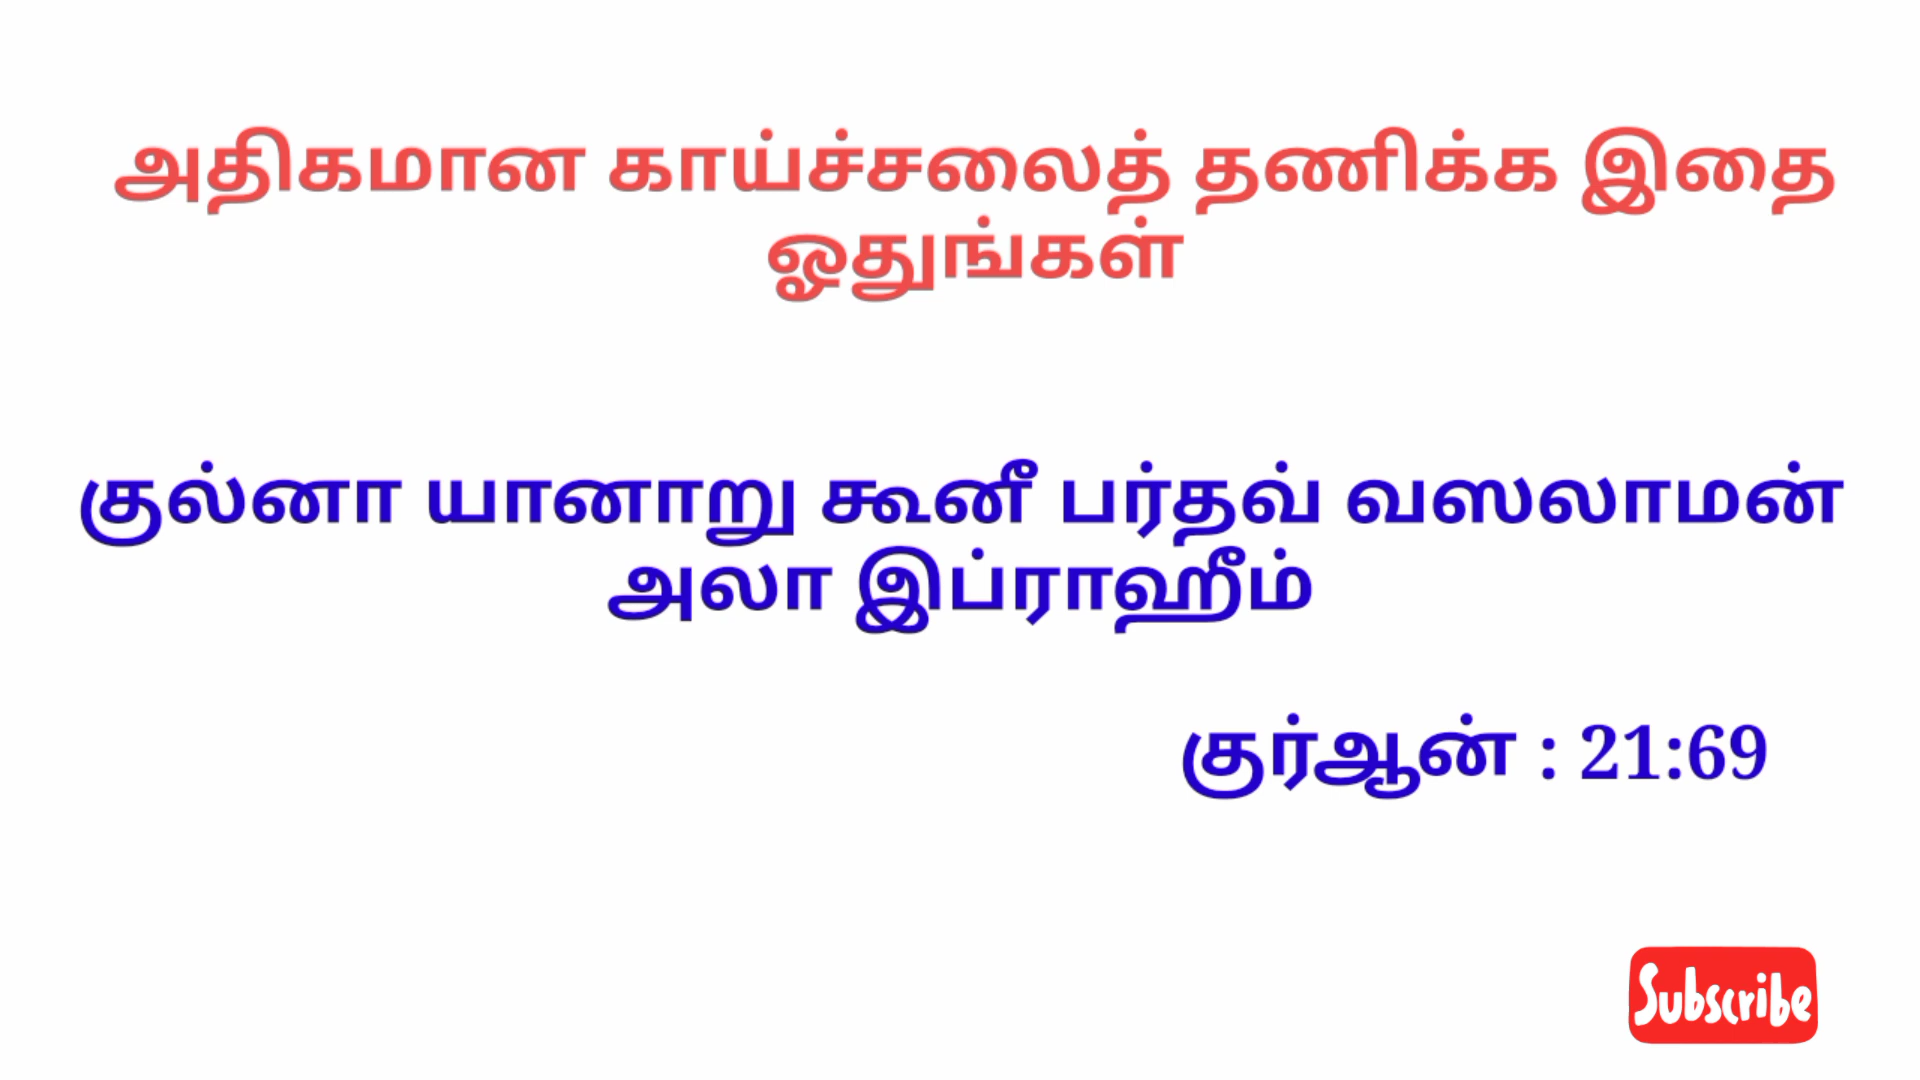 அதிகமான காய்ச்சலைத் தணிக்க இதை
ஓதுங்கள்
குல்னா யானாறு கூனீ பர்தவ் வஸலாமன்
அலா இப்ராஹீம்
குர்ஆன் : 21:69
Subscribe